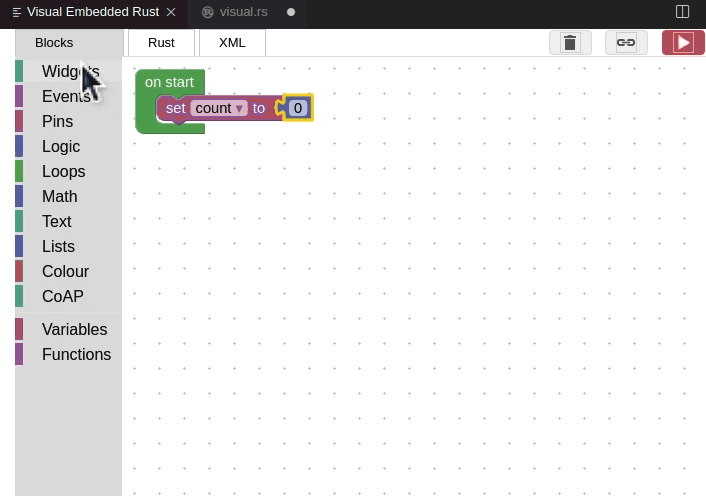 Visual Embedded Rust
visual.rs
Blocks
Rust
XML
Widgets
Events
Pins
Logic
Loops
Math
Text
Lists
Colour
CoAP
Variables
Functions
on start
set count to 0